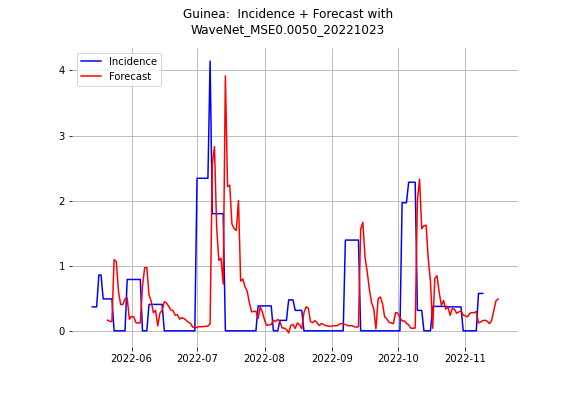 Guinea:  Incidence + Forecast with
WaveNet_MSE0.0050_20221023
Incidence
Forecast
4
3
2
1
0
2022-06
2022-07
2022-08
2022-09
2022-10
2022-11